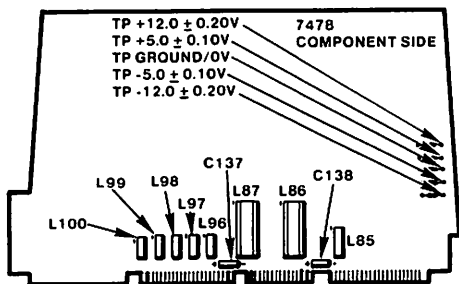 TP +12.0 ± 0.20V
TP +5.0 ± 0.10V
TP GROUND/0V
TP -5.0 ± 0.10V
TP -12.0 ± 0.20V
7478
COMPONENT SIDE
C137
L87
L86
C138
L99
L98
L97
L96
L100
L85